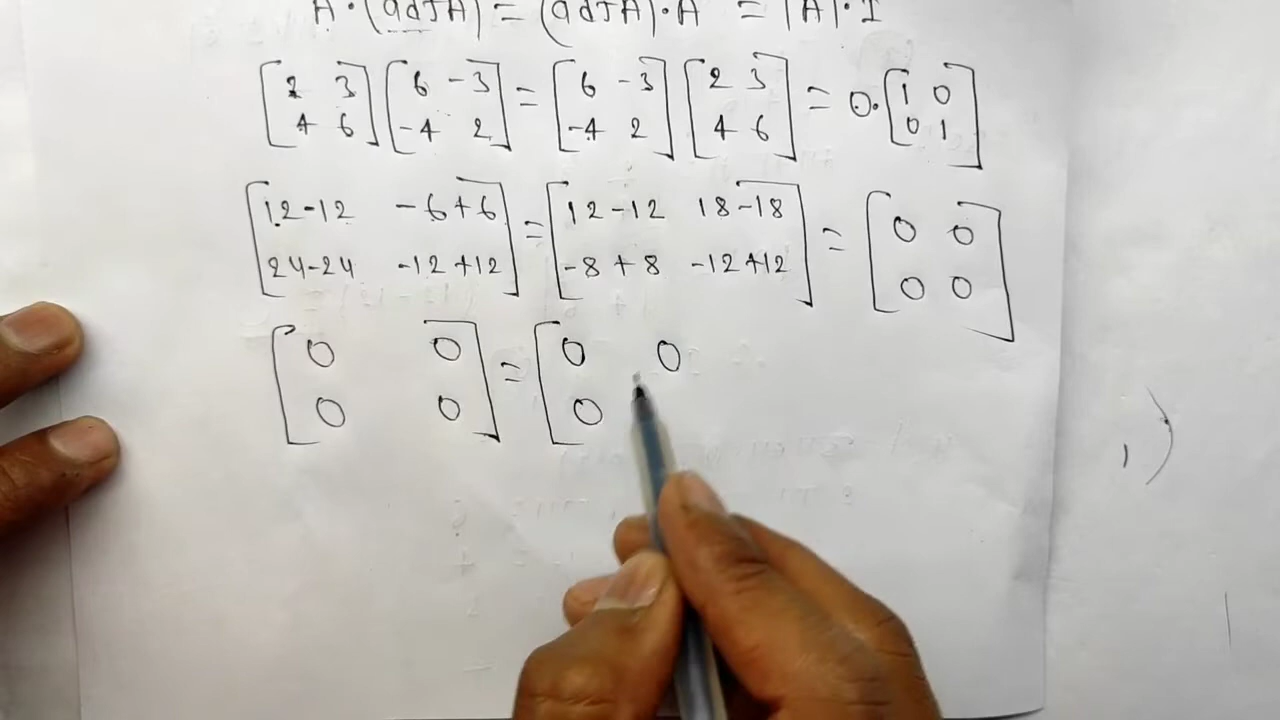 A·(adjA) = (adjA)·A = |A|·I
[2 3 4 6] [6 -3 -4 2] = [6 -3 -4 2] [2 3 4 6] = 0·[1 0 0 1]
[12-12 -6+6 24-24 -12+12] = [12-12 18-18 -8+8 -12+12] = [0 0 0 0]
[0 0 0 0] = [0 0 0